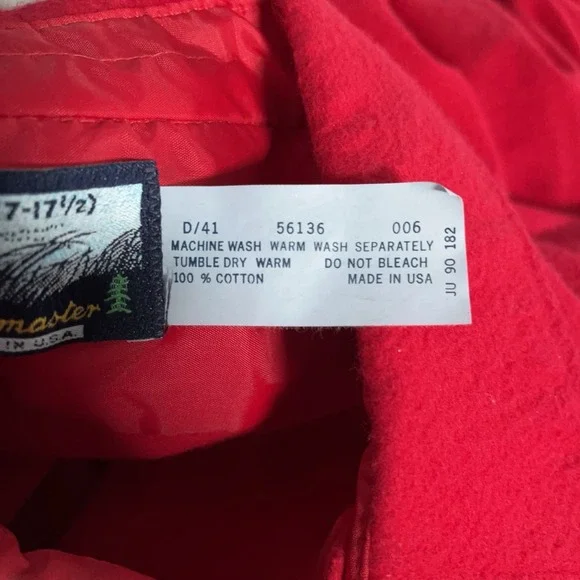 7-17½)
master
IN U.S.A.
D/41 56136 006
MACHINE WASH WARM WASH SEPARATELY
TUMBLE DRY WARM DO NOT BLEACH
100 % COTTON MADE IN USA
JU 90 182